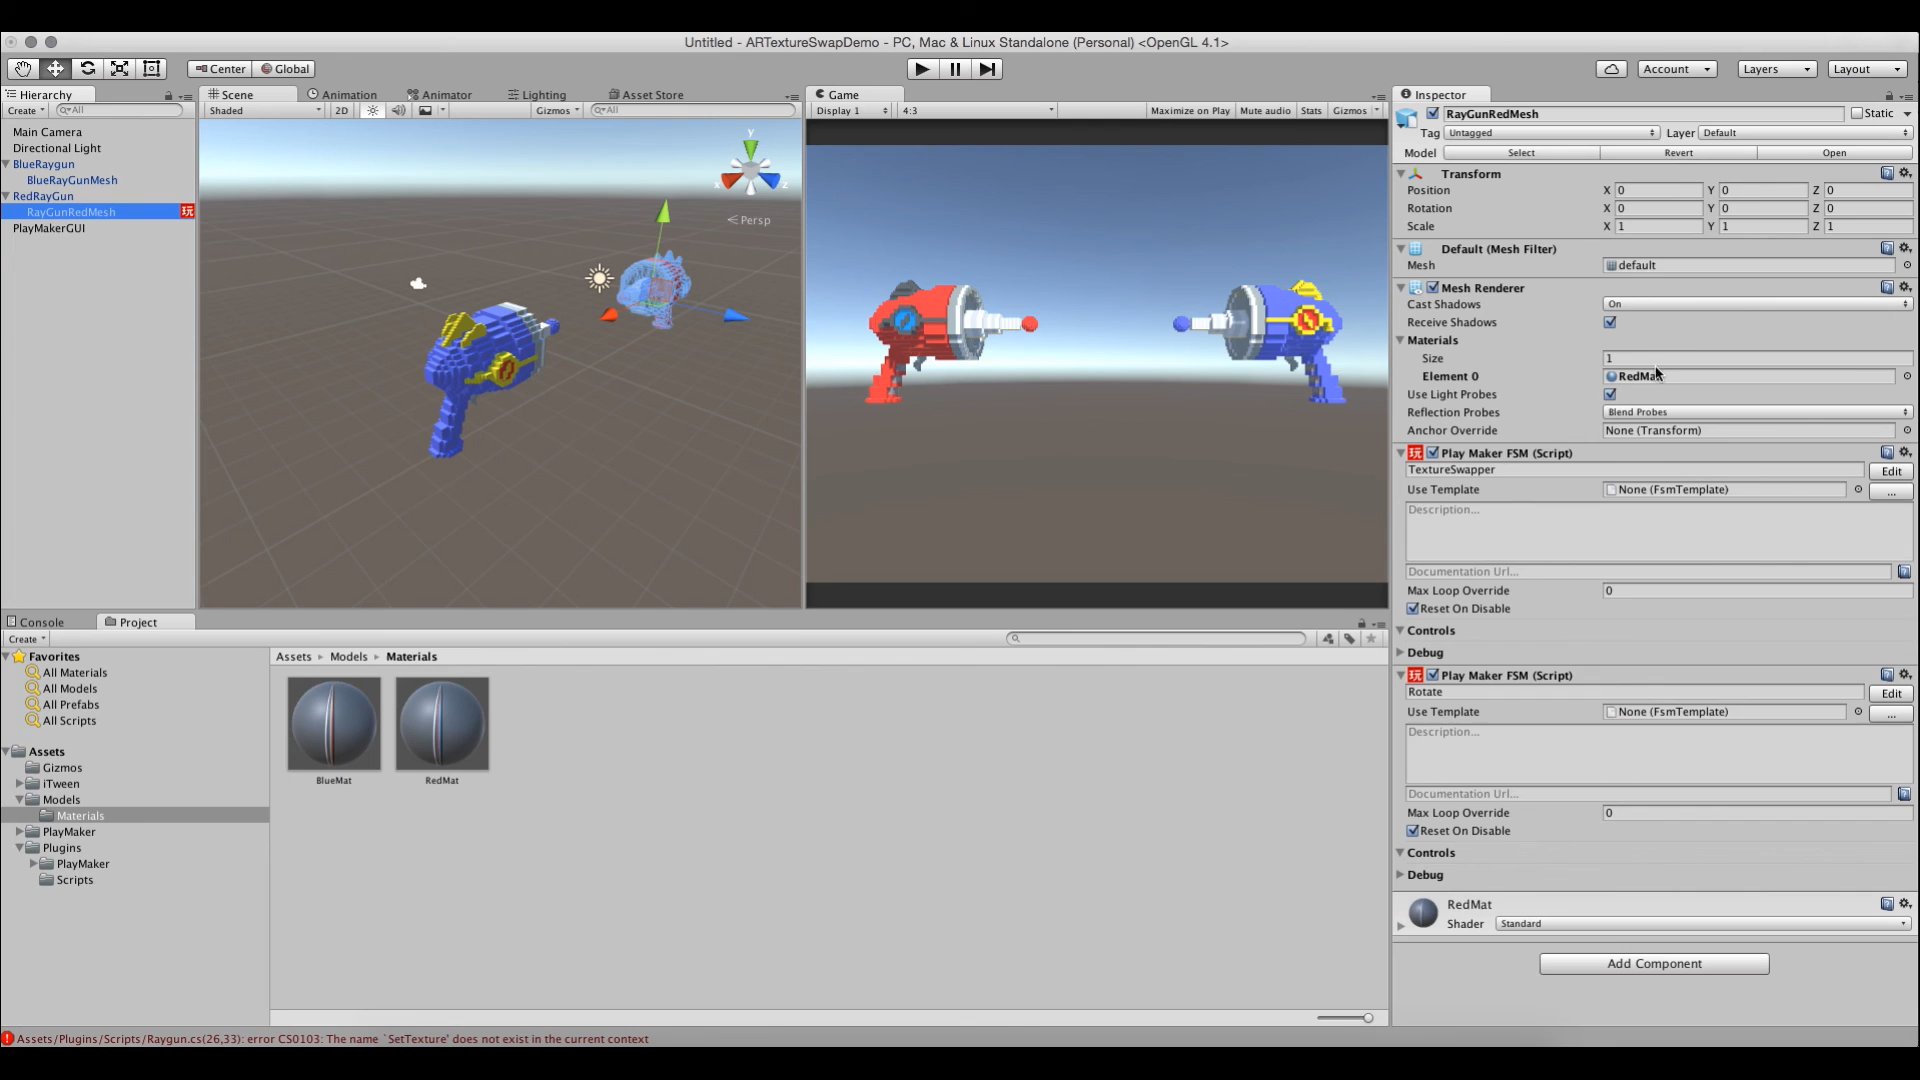 Untitled - ARTextureSwapDemo - PC, Mac & Linux Standalone (Personal) <OpenGL 4.1>
Center Global Account Layers Layout
Hierarchy
Create All
Main Camera
Directional Light
BlueRaygun
BlueRayGunMesh
RedRayGun
RayGunRedMesh 玩
PlayMakerGUI
Scene Animation Animator Lighting Asset Store
Shaded 2D Gizmos All
y
x z
Persp
Game
Display 1 4:3 Maximize on Play Mute audio Stats Gizmos
Inspector
RayGunRedMesh Static
Tag Untagged Layer Default
Model Select Revert Open
Transform
Position X 0 Y 0 Z 0
Rotation X 0 Y 0 Z 0
Scale X 1 Y 1 Z 1
Default (Mesh Filter)
Mesh default
Mesh Renderer
Cast Shadows On
Receive Shadows
Materials
Size 1
Element 0 RedMat
Use Light Probes
Reflection Probes Blend Probes
Anchor Override None (Transform)
玩 Play Maker FSM (Script)
TextureSwapper Edit
Use Template None (FsmTemplate) ...
Description...
Documentation Url...
Max Loop Override 0
Reset On Disable
Controls
Debug
玩 Play Maker FSM (Script)
Rotate Edit
Use Template None (FsmTemplate) ...
Description...
Documentation Url...
Max Loop Override 0
Reset On Disable
Controls
Debug
RedMat
Shader Standard
Add Component
Console Project
Create
Favorites
All Materials
All Models
All Prefabs
All Scripts
Assets
Gizmos
iTween
Models
Materials
PlayMaker
Plugins
PlayMaker
Scripts
Assets Models Materials
BlueMat RedMat
Assets/Plugins/Scripts/Raygun.cs(26,33): error CS0103: The name `SetTexture' does not exist in the current context